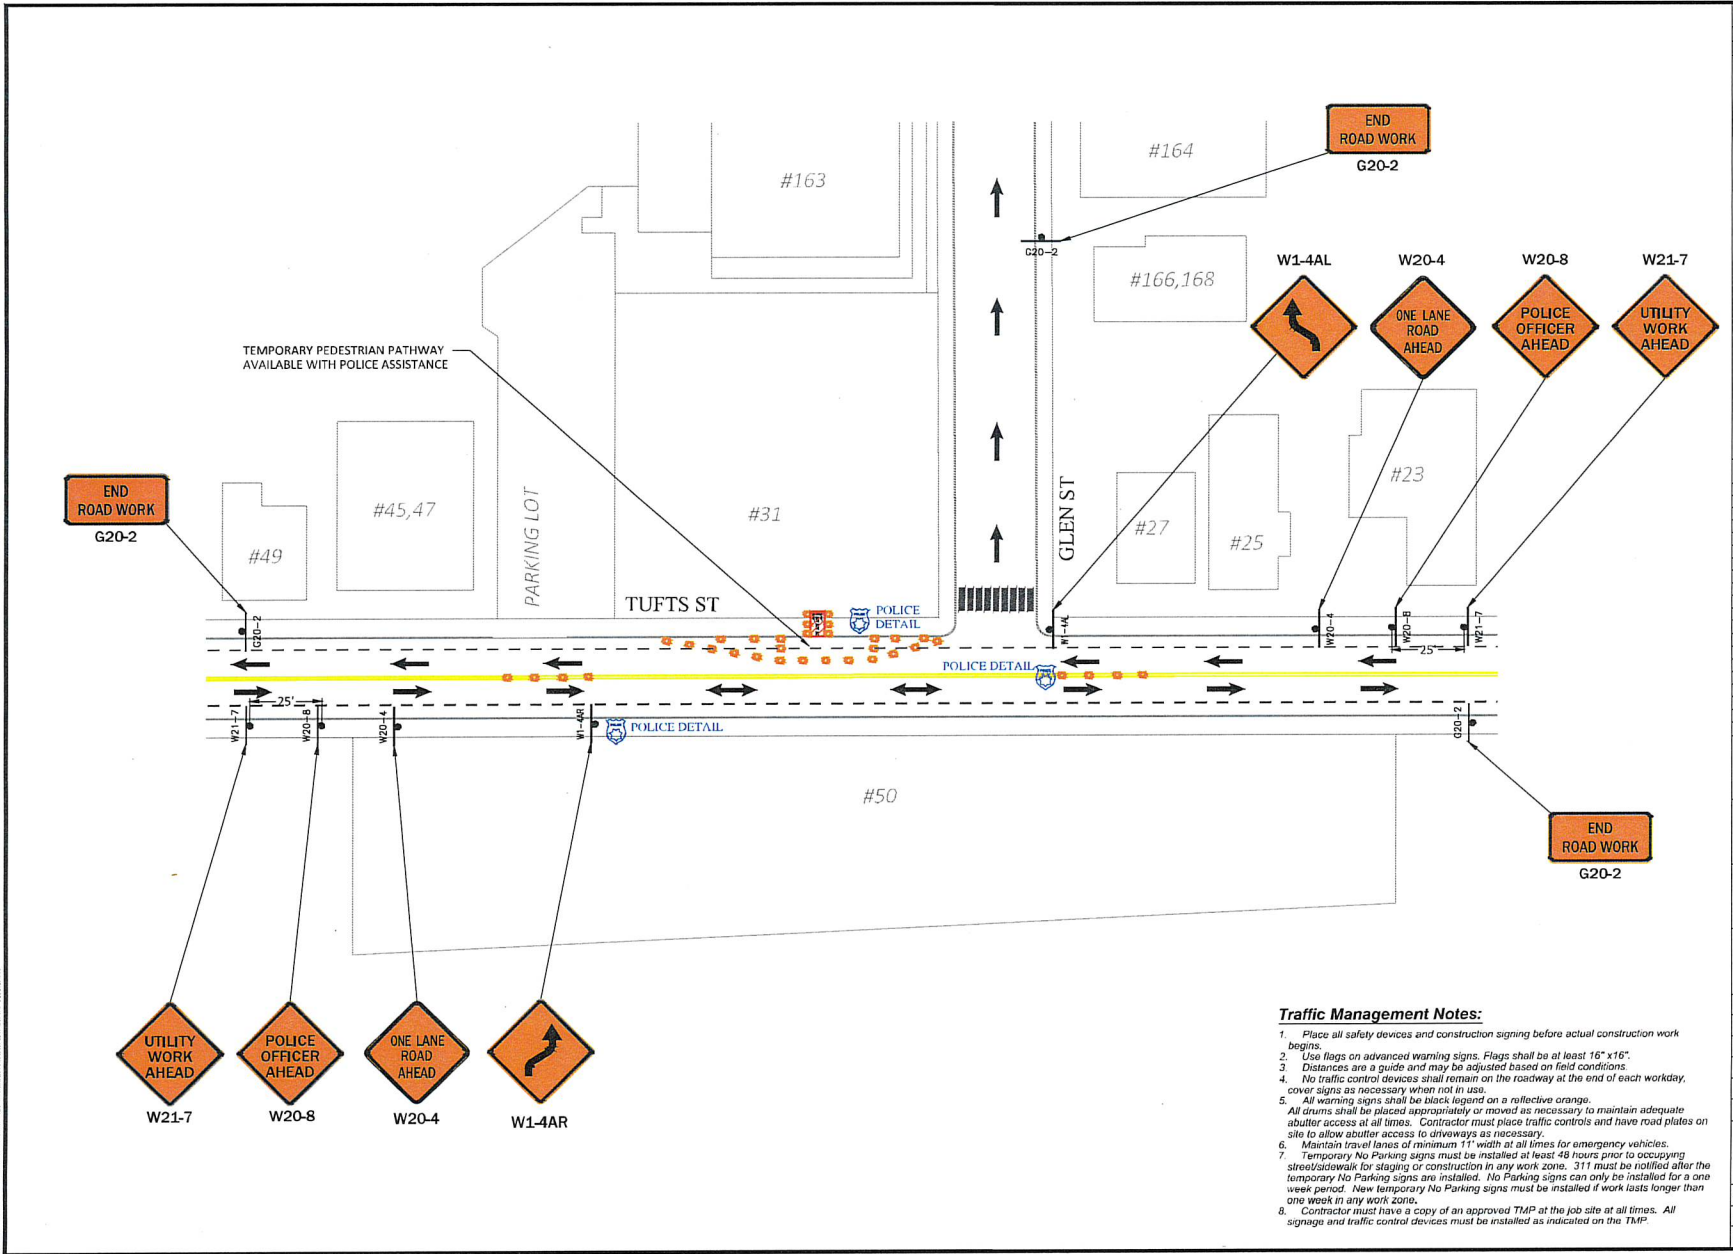 END
ROAD WORK
G20-2
#164
#163
G20-2
W1-4AL
W20-4
W20-8
W21-7
#166,168
ONE LANE
ROAD
AHEAD
POLICE
OFFICER
AHEAD
UTILITY
WORK
AHEAD
TEMPORARY PEDESTRIAN PATHWAY
AVAILABLE WITH POLICE ASSISTANCE
END
ROAD WORK
G20-2
#49
#45,47
PARKING LOT
#31
GLEN ST
#27
#25
#23
TUFTS ST
POLICE
DETAIL
G20-2
W1-4AL
W20-4
W20-8
W21-7
25'
POLICE DETAIL
25'
W21-7
W20-8
W20-4
W1-4AR
POLICE DETAIL
G20-2
#50
END
ROAD WORK
G20-2
UTILITY
WORK
AHEAD
W21-7
POLICE
OFFICER
AHEAD
W20-8
ONE LANE
ROAD
AHEAD
W20-4
W1-4AR
Traffic Management Notes:
1. Place all safety devices and construction signing before actual construction work
begins.
2. Use flags on advanced warning signs. Flags shall be at least 16" x16".
3. Distances are a guide and may be adjusted based on field conditions.
4. No traffic control devices shall remain on the roadway at the end of each workday,
cover signs as necessary when not in use.
5. All warning signs shall be black legend on a reflective orange.
All drums shall be placed appropriately or moved as necessary to maintain adequate
abutter access at all times. Contractor must place traffic controls and have road plates on
site to allow abutter access to driveways as necessary.
6. Maintain travel lanes of minimum 11' width at all times for emergency vehicles.
7. Temporary No Parking signs must be installed at least 48 hours prior to occupying
street/sidewalk for staging or construction in any work zone. 311 must be notified after the
temporary No Parking signs are installed. No Parking signs can only be installed for a one
week period. New temporary No Parking signs must be installed if work lasts longer than
one week in any work zone.
8. Contractor must have a copy of an approved TMP at the job site at all times. All
signage and traffic control devices must be installed as indicated on the TMP.